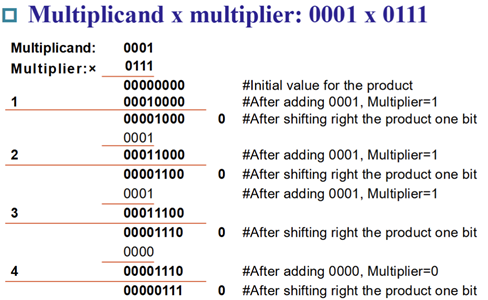 Multiplicand x multiplier: 0001 x 0111
Multiplicand: 0001
Multiplier:× 0111
00000000 #Initial value for the product
1 00010000 #After adding 0001, Multiplier=1
00001000 0 #After shifting right the product one bit
0001
2 00011000 #After adding 0001, Multiplier=1
00001100 0 #After shifting right the product one bit
0001 #After adding 0001, Multiplier=1
3 00011100
00001110 0 #After shifting right the product one bit
0000
4 00001110 #After adding 0000, Multiplier=0
00000111 0 #After shifting right the product one bit